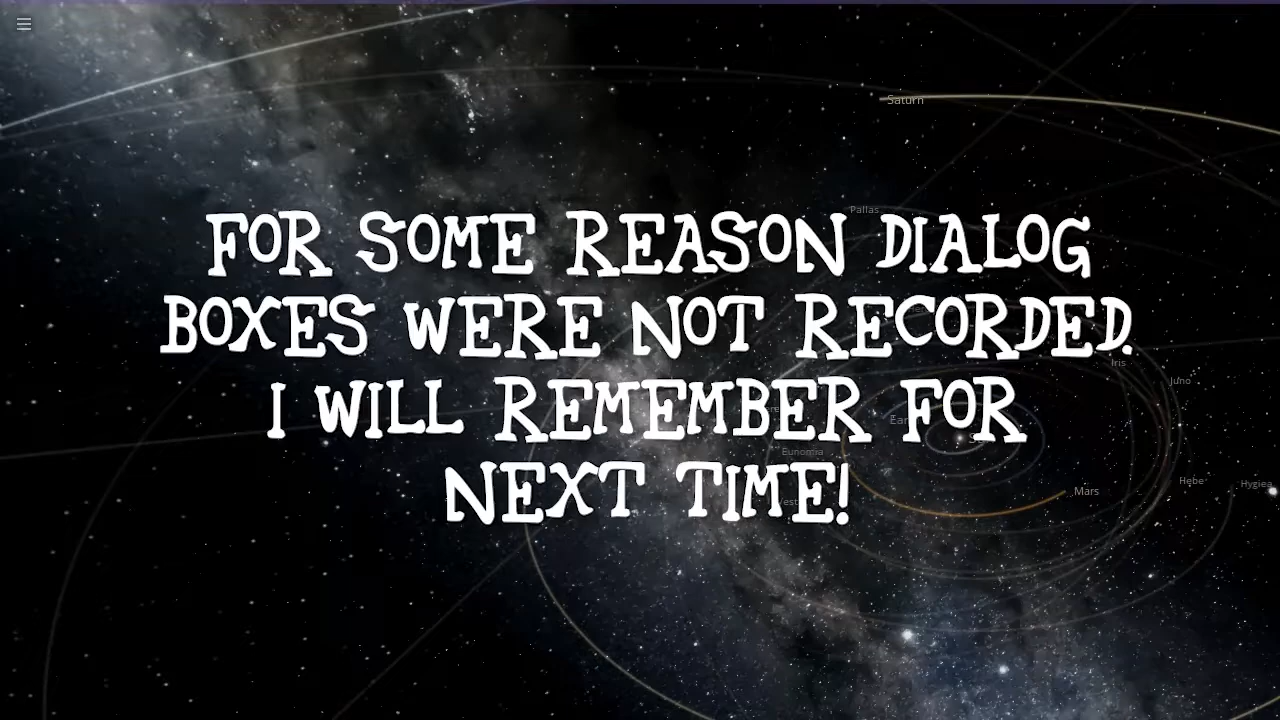 Saturn
Pallas
FOR SOME REASON DIALOG
BOXES WERE NOT RECORDED.
I WILL REMEMBER FOR
NEXT TIME!
Iris
Juno
Eunomia
Hebe
Hygiea
Mars